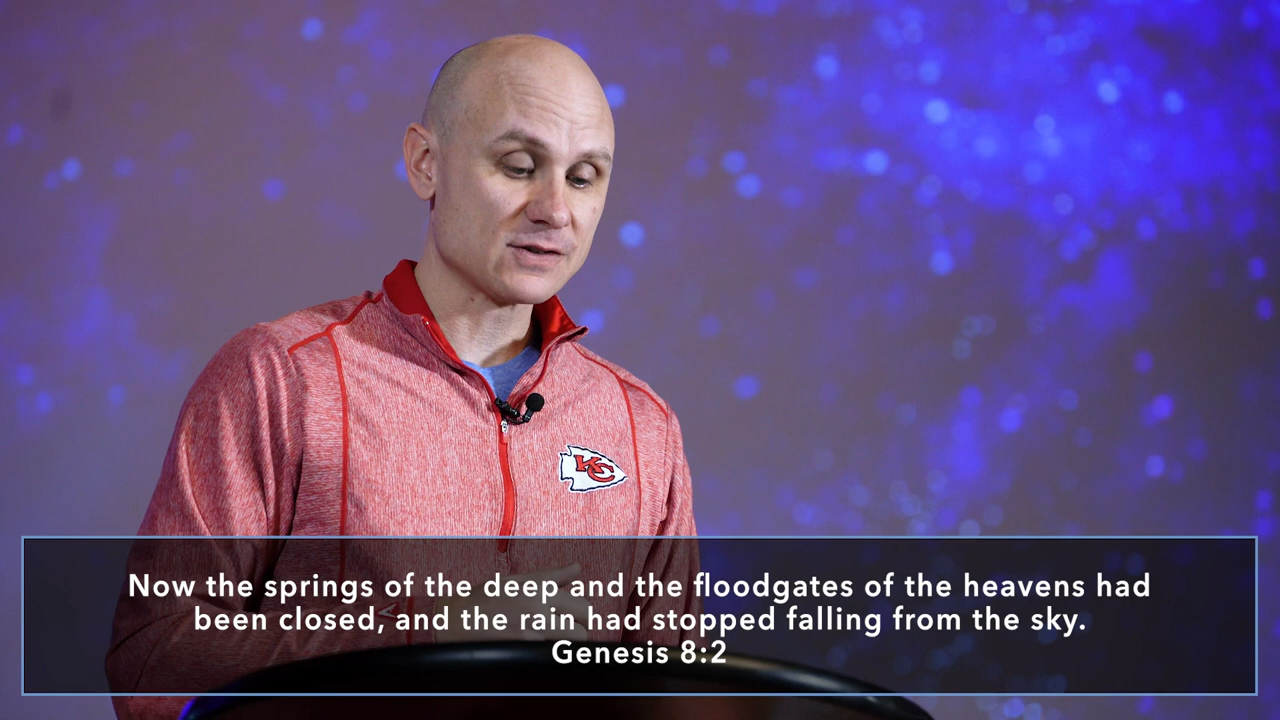 KC
Now the springs of the deep and the floodgates of the heavens had
been closed, and the rain had stopped falling from the sky.
Genesis 8:2